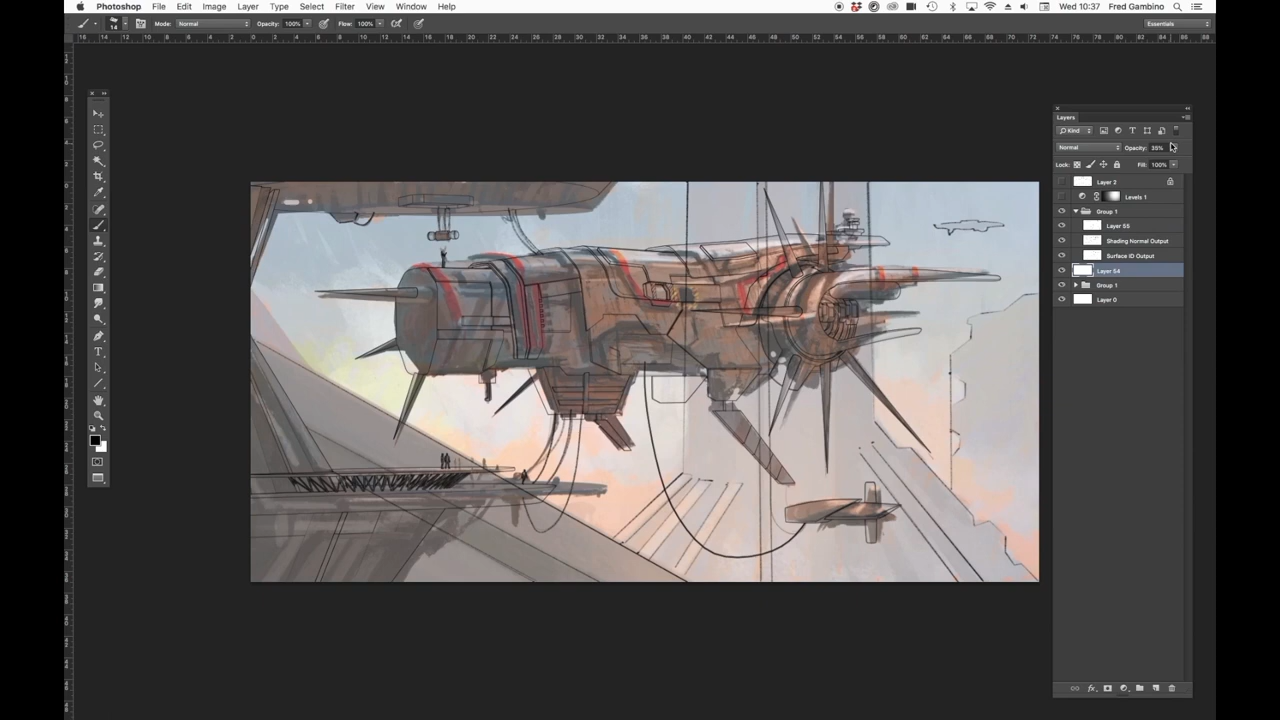 Photoshop File Edit Image Layer Type Select Filter View Window Help Wed 10:37 Fred Gambino
14 Mode: Normal Opacity: 100% Flow: 100% Essentials
Layers
Kind
Normal Opacity: 35%
Lock: Fill: 100%
Layer 2
Levels 1
Group 1
Layer 55
Shading Normal Output
Surface ID Output
Layer 54
Group 1
Layer 0